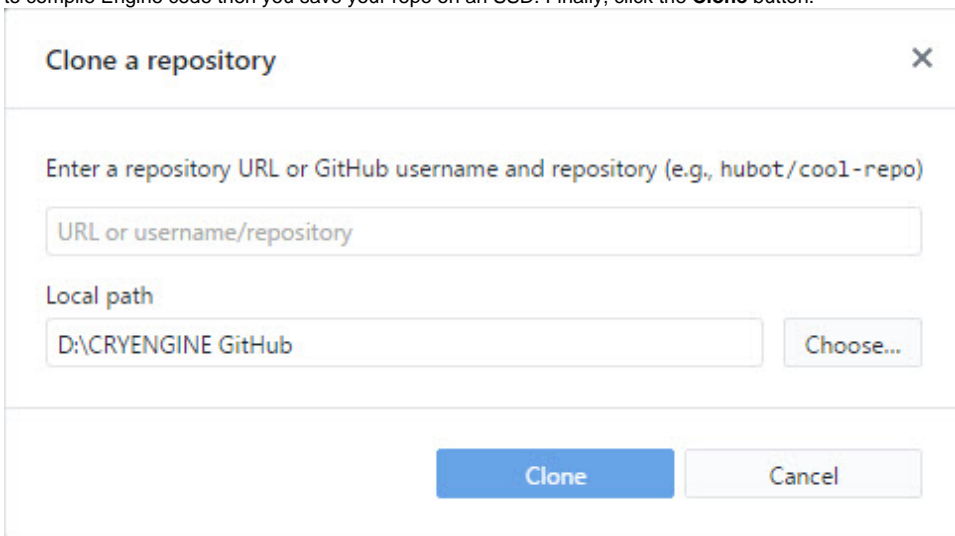 to compile Engine code then you save your repo on an SSD. Finally, click the Clone button.
Clone a repository
Enter a repository URL or GitHub username and repository (e.g., hubot/cool-repo)
URL or username/repository
Local path
D:\CRYENGINE GitHub
Choose...
Clone
Cancel